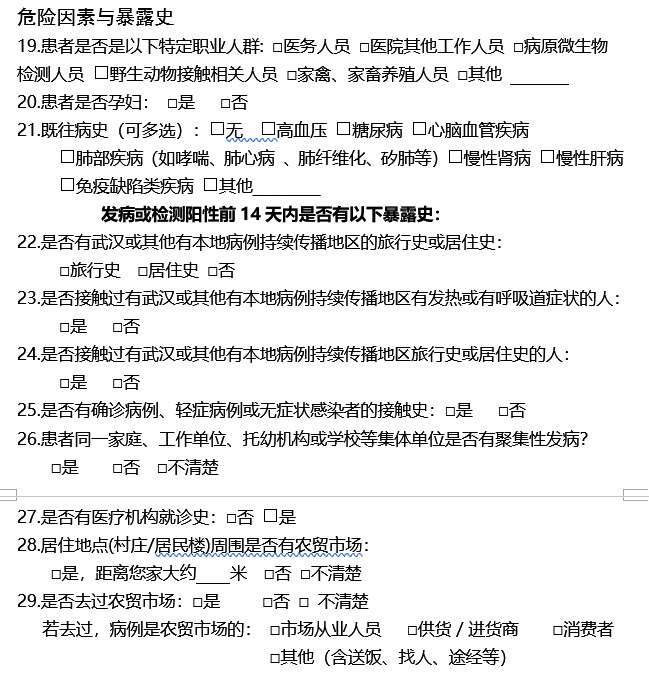 危险因素与暴露史
19.患者是否是以下特定职业人群: □医务人员 □医院其他工作人员 □病原微生物
检测人员 □野生动物接触相关人员 □家禽、家畜养殖人员 □其他 ______
20.患者是否孕妇： □是 □否
21.既往病史（可多选）: □无 □高血压 □糖尿病 □心脑血管疾病
□肺部疾病（如哮喘、肺心病 、肺纤维化、矽肺等）□慢性肾病 □慢性肝病
□免疫缺陷类疾病 □其他_______
发病或检测阳性前 14 天内是否有以下暴露史：
22.是否有武汉或其他有本地病例持续传播地区的旅行史或居住史：
□旅行史 □居住史 □否
23.是否接触过有武汉或其他有本地病例持续传播地区有发热或有呼吸道症状的人：
□是 □否
24.是否接触过有武汉或其他有本地病例持续传播地区旅行史或居住史的人：
□是 □否
25.是否有确诊病例、轻症病例或无症状感染者的接触史：□是 □否
26.患者同一家庭、工作单位、托幼机构或学校等集体单位是否有聚集性发病？
□是 □否 □不清楚
27.是否有医疗机构就诊史：□否 □是
28.居住地点(村庄/居民楼)周围是否有农贸市场：
□是，距离您家大约____米 □否 □不清楚
29.是否去过农贸市场：□是 □否 □ 不清楚
若去过，病例是农贸市场的： □市场从业人员 □供货 / 进货商 □消费者
□其他（含送饭、找人、途经等）